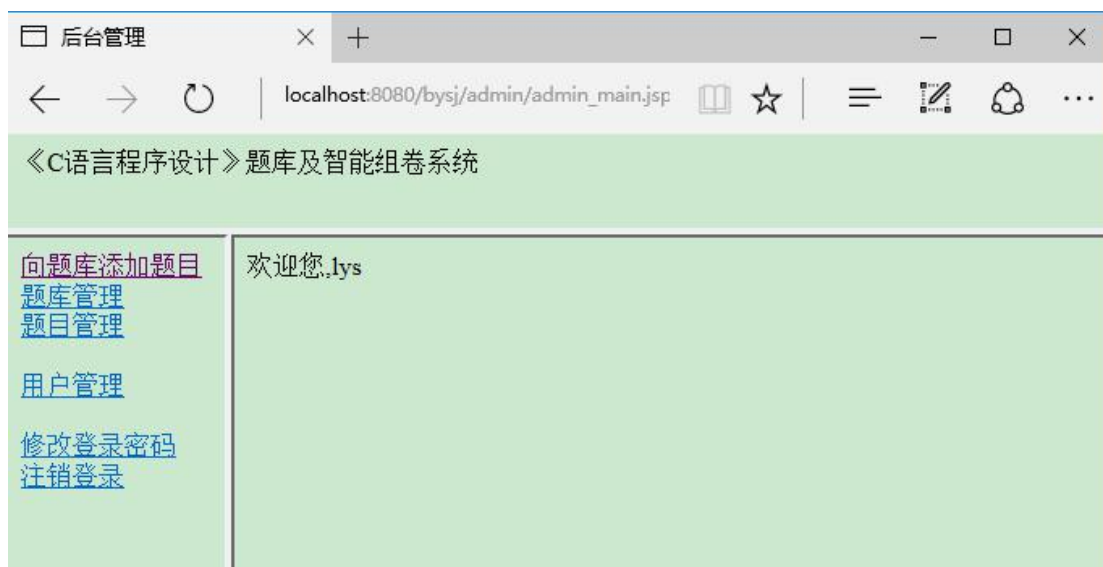 后台管理
localhost:8080/bysj/admin/admin_main.jsp
《C语言程序设计》题库及智能组卷系统
向题库添加题目
题库管理
题目管理
用户管理
修改登录密码
注销登录
欢迎您,lys